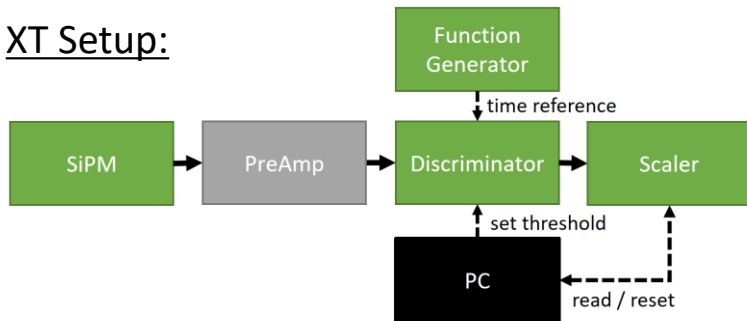 XT Setup:
Function
Generator
time reference
SiPM
PreAmp
Discriminator
Scaler
set threshold
PC
read / reset